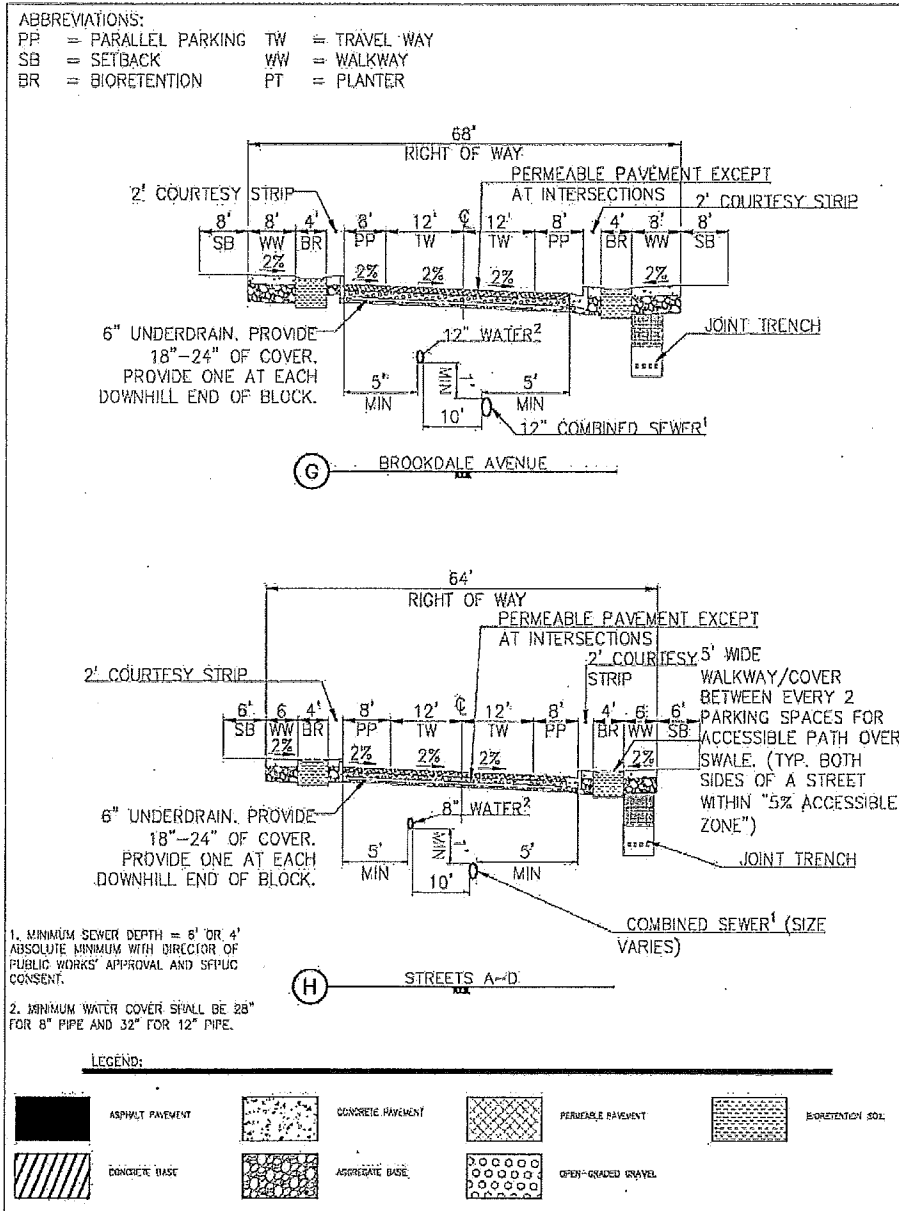 ABBREVIATIONS:
PP = PARALLEL PARKING TW = TRAVEL WAY
SB = SETBACK WW = WALKWAY
BR = BIORETENTION PT = PLANTER
68'
RIGHT OF WAY
PERMEABLE PAVEMENT EXCEPT
AT INTERSECTIONS
2' COURTESY STRIP
2' COURTESY STRIP
8' 8' 4' 8' 12' ℄ 12' 8' 4' 8' 8'
SB WW BR PP TW TW PP BR WW SB
2% 2% 2% 2% 2%
6" UNDERDRAIN. PROVIDE
18"-24" OF COVER.
PROVIDE ONE AT EACH
DOWNHILL END OF BLOCK.
12" WATER²
JOINT TRENCH
5' MIN
1' MIN
5' MIN
10'
12" COMBINED SEWER¹
G BROOKDALE AVENUE
64'
RIGHT OF WAY
PERMEABLE PAVEMENT EXCEPT
AT INTERSECTIONS
2' COURTESY STRIP
2' COURTESY
STRIP
5' WIDE
WALKWAY/COVER
BETWEEN EVERY 2
PARKING SPACES FOR
ACCESSIBLE PATH OVER
SWALE. (TYP. BOTH
SIDES OF A STREET
WITHIN "5% ACCESSIBLE
ZONE")
6' 6 4' 8' 12' ℄ 12' 8' 4' 6 6'
SB WW BR PP TW TW PP BR WW SB
2% 2% 2% 2% 2%
6" UNDERDRAIN. PROVIDE
18"-24" OF COVER.
PROVIDE ONE AT EACH
DOWNHILL END OF BLOCK.
8" WATER²
5' MIN
1' MIN
5' MIN
10'
JOINT TRENCH
COMBINED SEWER¹ (SIZE
VARIES)
H STREETS A-D
1. MINIMUM SEWER DEPTH = 6' OR 4'
ABSOLUTE MINIMUM WITH DIRECTOR OF
PUBLIC WORKS' APPROVAL AND SFPUC
CONSENT.
2. MINIMUM WATER COVER SHALL BE 28"
FOR 8" PIPE AND 32" FOR 12" PIPE.
LEGEND:
ASPHALT PAVEMENT
CONCRETE PAVEMENT
PERMEABLE PAVEMENT
BIORETENTION SOIL
CONCRETE BASE
AGGREGATE BASE
OPEN-GRADED GRAVEL